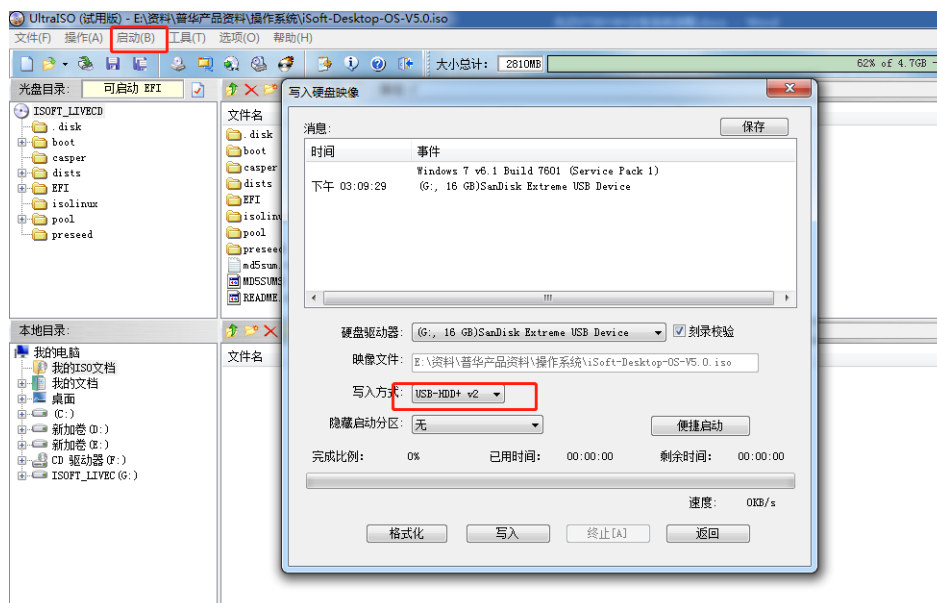 UltraISO (试用版) - E:\资料\普华产品资料\操作系统\iSoft-Desktop-OS-V5.0.iso
文件(F) 操作(A) 启动(B) 工具(T) 选项(O) 帮助(H)
大小总计: 2810MB 62% of 4.7GB -
光盘目录: 可启动 EFI
ISOFT_LIVECD
.disk
boot
casper
dists
EFI
isolinux
pool
preseed
文件名
.disk
boot
casper
dists
EFI
isolinu
pool
preseed
md5sum.
MD5SUMS
README.
写入硬盘映像
消息:
保存
时间 事件
Windows 7 v6.1 Build 7601 (Service Pack 1)
下午 03:09:29 (G:, 16 GB)SanDisk Extreme USB Device
硬盘驱动器: (G:, 16 GB)SanDisk Extreme USB Device 刻录校验
映像文件: E:\资料\普华产品资料\操作系统\iSoft-Desktop-OS-V5.0.iso
写入方式: USB-HDD+ v2
隐藏启动分区: 无 便捷启动
完成比例: 0% 已用时间: 00:00:00 剩余时间: 00:00:00
速度: 0KB/s
格式化 写入 终止[A] 返回
本地目录:
我的电脑
我的ISO文档
我的文档
桌面
(C:)
新加卷(D:)
新加卷(E:)
CD 驱动器(F:)
ISOFT_LIVEC(G:)
文件名